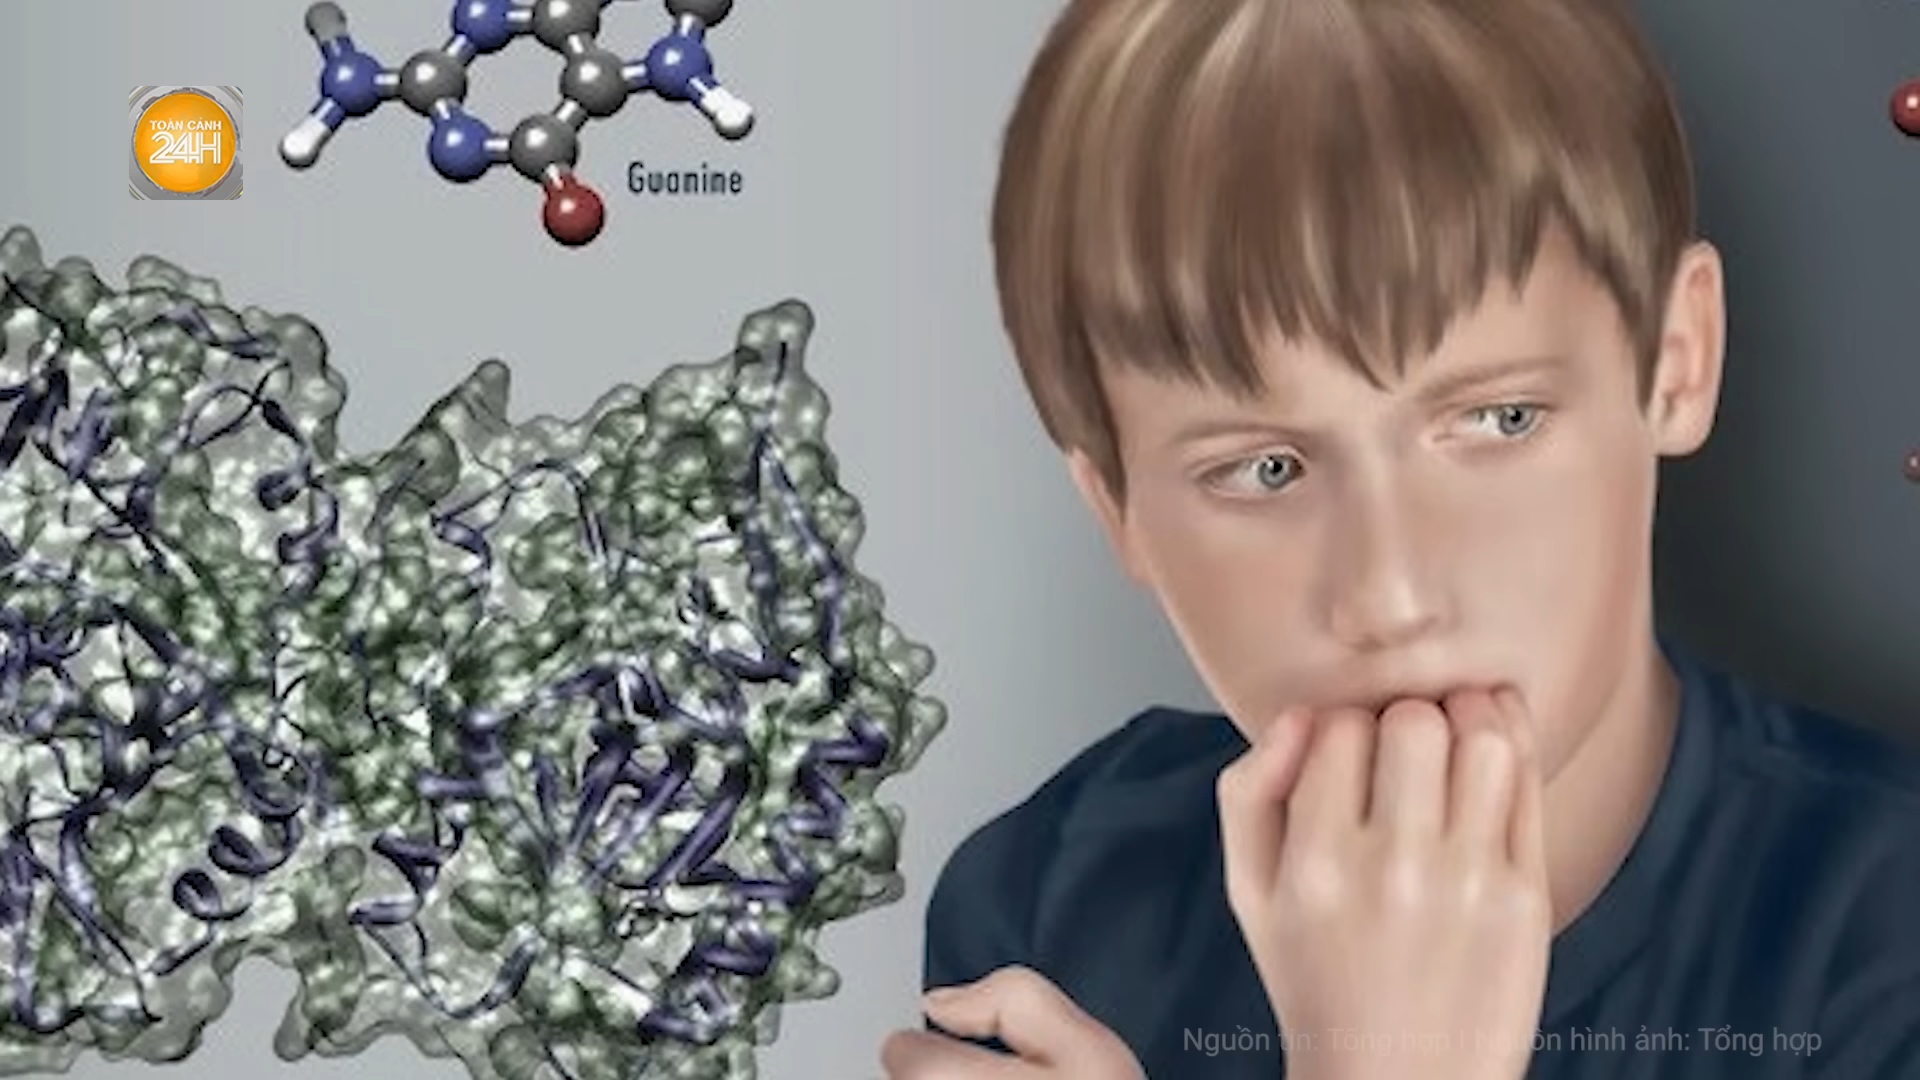 TOÀN CẢNH
24H
Guanine
Nguồn tin: Tổng hợp | Nguồn hình ảnh: Tổng hợp